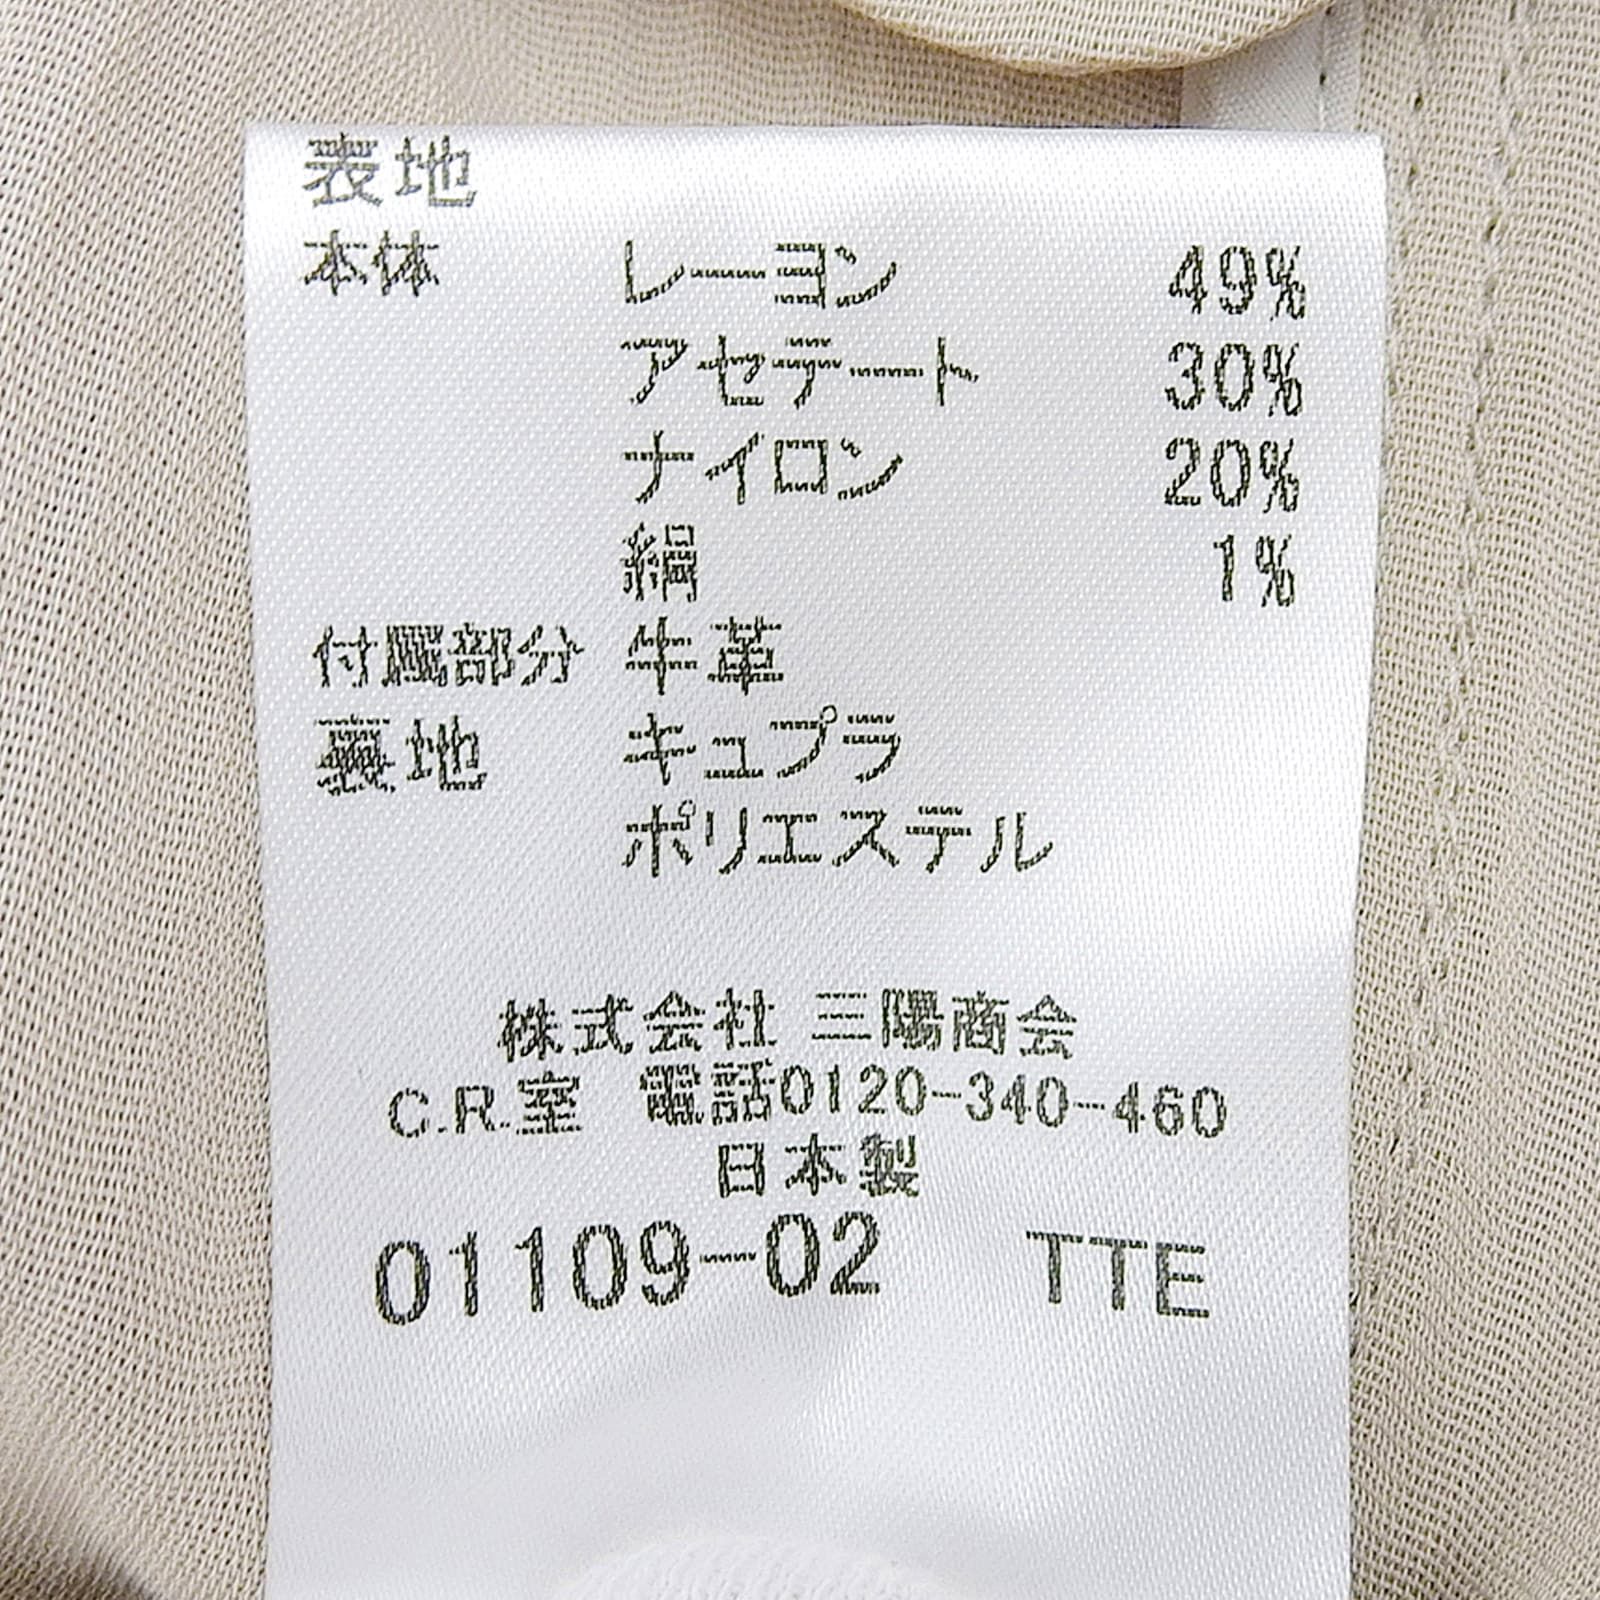 表地
本体 レーヨン 49%
アセテート 30%
ナイロン 20%
絹 1%
付属部分 牛革
裏地 キュプラ
ポリエステル
株式会社 三陽商会
C.R.室 電話0120-340-460
日本製
01109-02 TTE